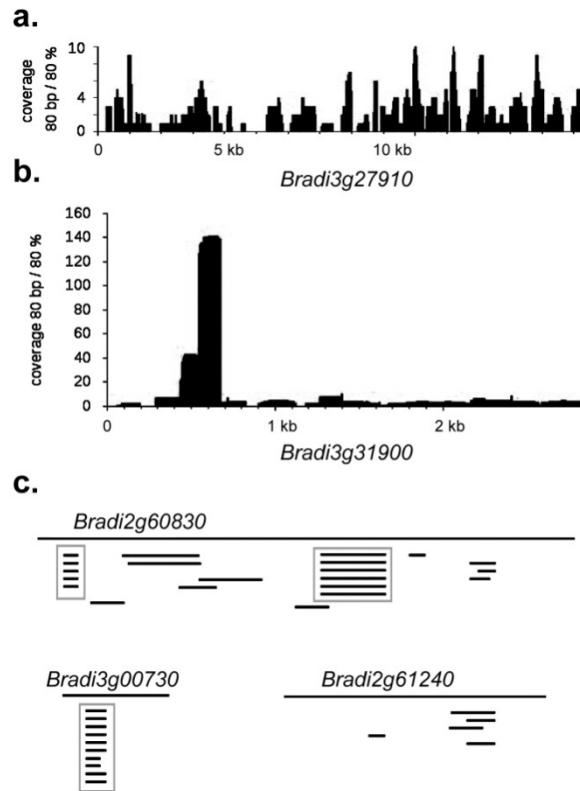 a.
coverage
80 bp / 80 %
10
4
0
0
5 kb
10 kb
Bradi3g27910
b.
coverage 80 bp / 80 %
160
140
120
100
80
60
40
20
0
0
1 kb
2 kb
Bradi3g31900
c.
Bradi2g60830
Bradi3g00730
Bradi2g61240